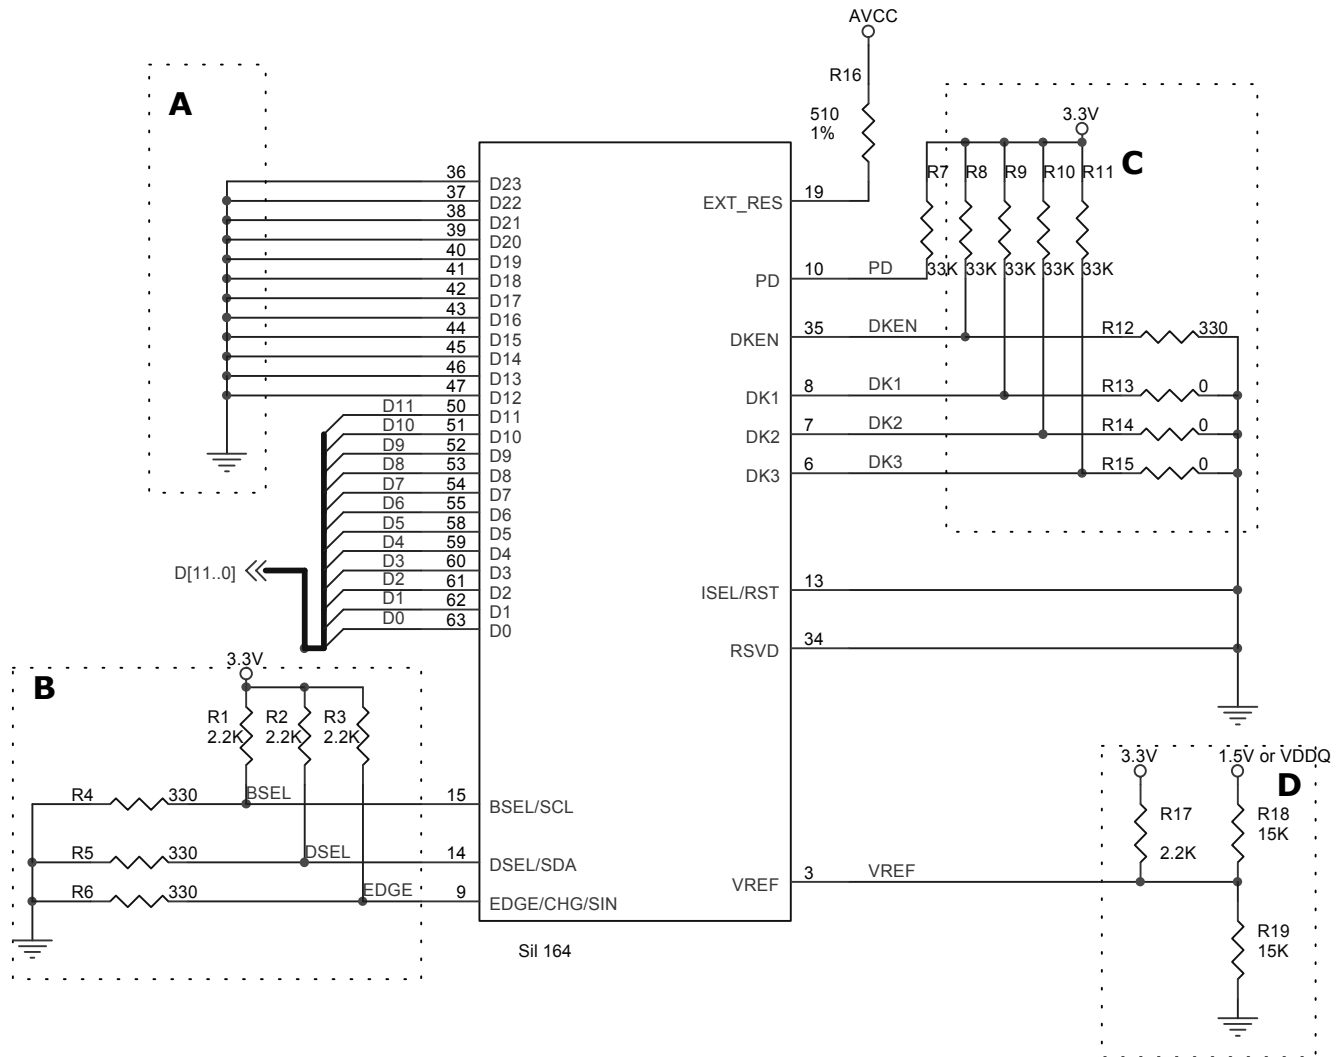 AVCC
R16
510
1%
A
3.3V
C
R7
R8
R9
R10
R11
33K
33K
33K
33K
33K
36
D23
37
D22
38
D21
39
D20
40
D19
41
D18
42
D17
43
D16
44
D15
45
D14
46
D13
47
D12
D11
50
D11
D10
51
D10
D9
52
D9
D8
53
D8
D7
54
D7
D6
55
D6
D5
58
D5
D4
59
D4
D3
60
D3
D2
61
D2
D1
62
D1
D0
63
D0
D[11..0]
EXT_RES
19
PD
10
PD
DKEN
35
DKEN
R12
330
DK1
8
DK1
R13
0
DK2
7
DK2
R14
0
DK3
6
DK3
R15
0
ISEL/RST
13
RSVD
34
B
3.3V
R1
2.2K
R2
2.2K
R3
2.2K
R4
330
BSEL
15
BSEL/SCL
R5
330
DSEL
14
DSEL/SDA
R6
330
EDGE
9
EDGE/CHG/SIN
SiI 164
VREF
3
VREF
3.3V
1.5V or VDDQ
D
R17
2.2K
R18
15K
R19
15K